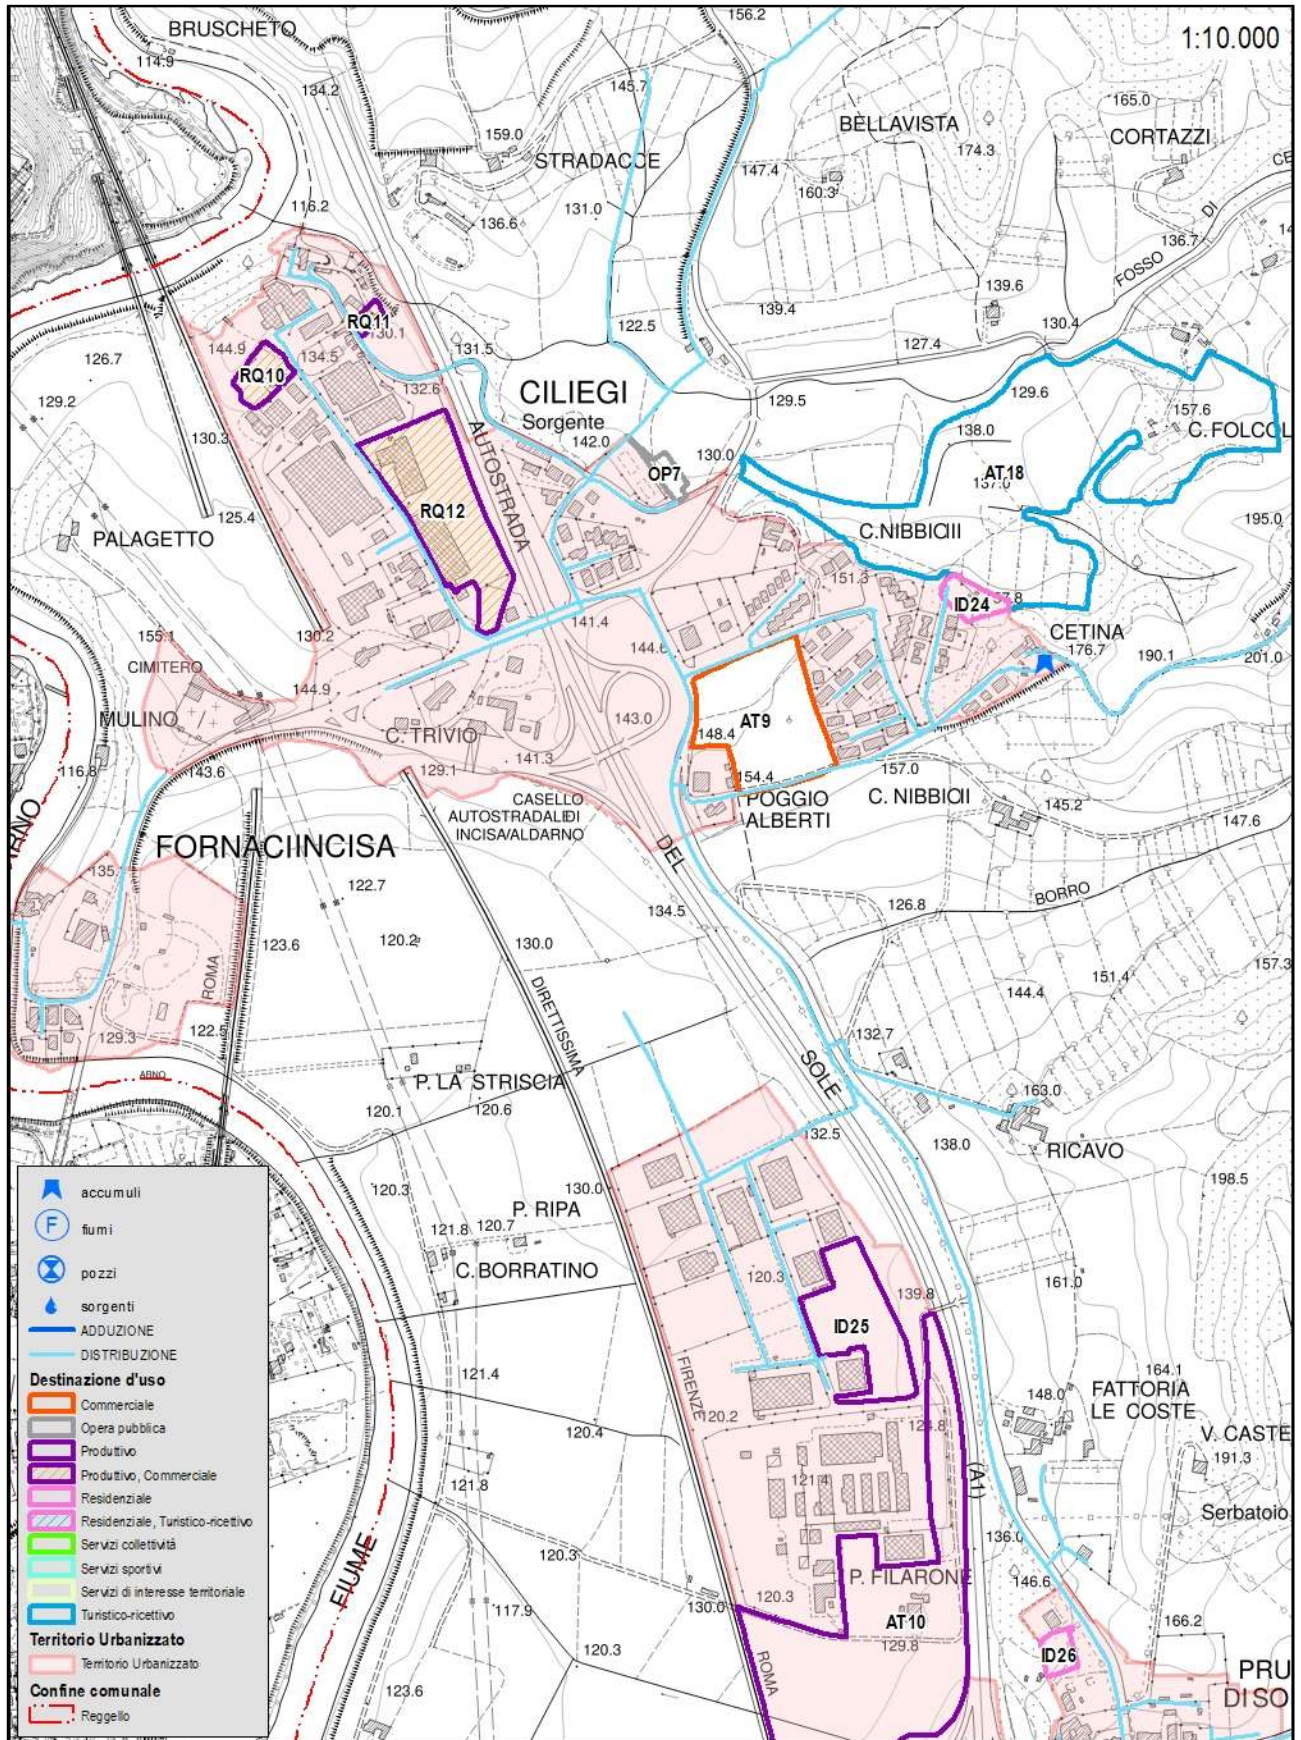 1:10.000
BRUSCHETO
156.2
114.9
134.2
145.7
165.0
BELLAVISTA
CORTAZZI
159.0
STRADACCE
174.3
147.4
160.3
116.2
136.6
131.0
DI
136.7
FOSSO
139.6
139.4
122.5
130.4
RQ11
130.1
144.9
134.5
131.5
127.4
126.7
RQ10
132.6
CILIEGI
129.6
129.2
Sorgente
129.5
157.6
142.0
138.0
C. FOLCOL
130.3
AUTOSTRADA
130.0
OP7
AT18
137.0
RQ12
125.4
195.0
PALAGETTO
C.NIBBICIII
151.3
ID24
57.8
155.1
130.2
141.4
CETINA
144.6
176.7
190.1
201.0
CIMITERO
144.9
MULINO
143.0
AT9
C. TRIVIO
148.4
116.8
143.6
129.1
141.3
154.4
157.0
CASELLO
AUTOSTRADALEDI
INCISA/ALDARNO
POGGIO
ALBERTI
C. NIBBICII
145.2
147.6
FORNACIINCISA
DEL
135.
122.7
134.5
126.8
BORRO
123.6
120.2
130.0
157.3
ROMA
DIRETTISSIMA
151.4
144.4
122.5
129.3
132.7
SOLE
ARNO
P. LA STRISCIA
163.0
120.1
120.6
132.5
138.0
RICAVO
120.3
130.0
198.5
P. RIPA
121.8
120.7
C. BORRATINO
120.3
161.0
139.8
ID25
121.4
FIRENZE
164.1
148.0
FATTORIA
LE COSTE
120.2
120.4
124.8
V. CASTE
191.3
121.8
121.4
(A1)
Serbatoio
136.0
FIUME
120.3
146.6
P. FILARONE
120.3
117.9
130.0
AT10
166.2
129.8
120.3
ID26
ROMA
PRU
DI SO
123.6
accumuli
F
fiumi
pozzi
sorgenti
ADDUZIONE
DISTRIBUZIONE
Destinazione d'uso
Commerciale
Opera pubblica
Produttivo
Produttivo, Commerciale
Residenziale
Residenziale, Turistico-ricettivo
Servizi collettività
Servizi sportivi
Servizi di interesse territoriale
Turistico-ricettivo
Territorio Urbanizzato
Territorio Urbanizzato
Confine comunale
Reggello